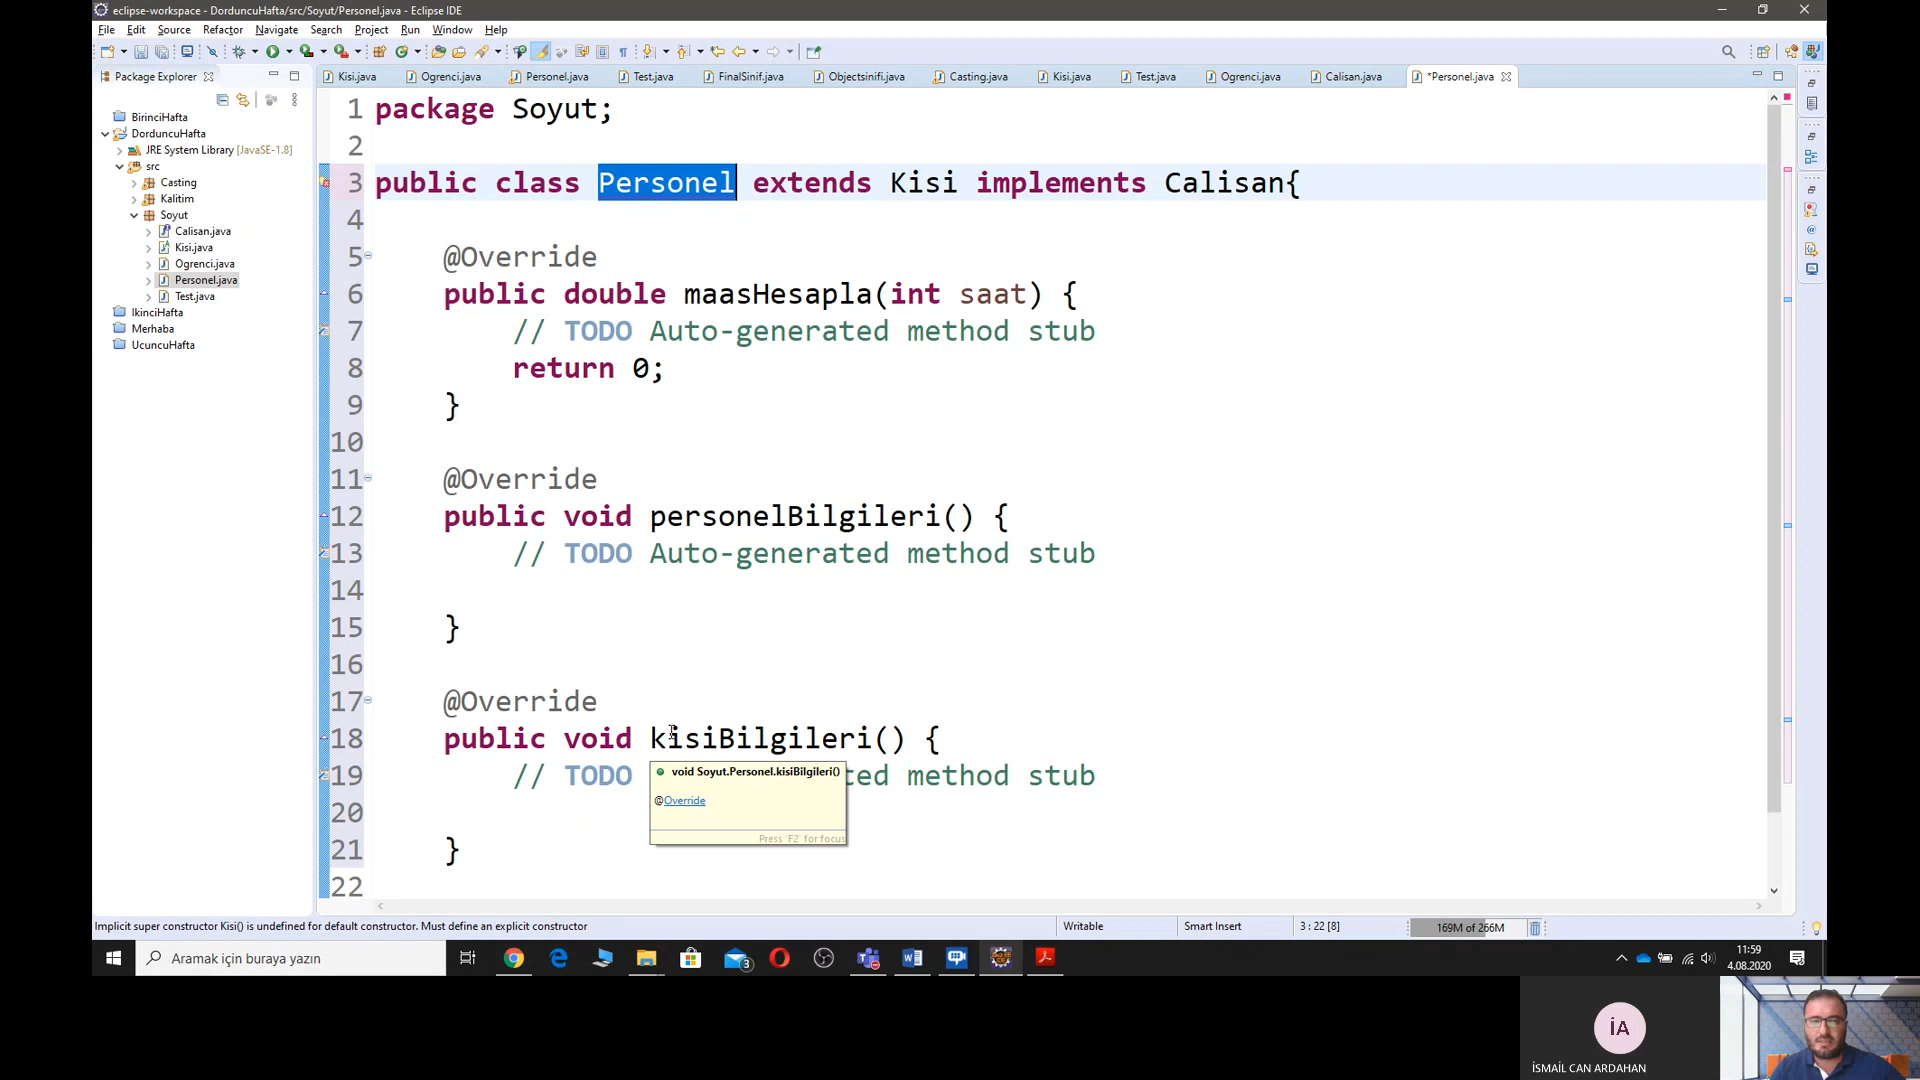 eclipse-workspace - DorduncuHafta/src/Soyut/Personel.java - Eclipse IDE
File Edit Source Refactor Navigate Search Project Run Window Help
Package Explorer
Kisi.java Ogrenci.java Personel.java Test.java FinalSinif.java Objectsinifi.java Casting.java Kisi.java Test.java Ogrenci.java Calisan.java *Personel.java
BirinciHafta
DorduncuHafta
JRE System Library [JavaSE-1.8]
src
Casting
Kalitim
Soyut
Calisan.java
Kisi.java
Ogrenci.java
Personel.java
Test.java
IkinciHafta
Merhaba
UcuncuHafta
1 package Soyut;
2
3 public class Personel extends Kisi implements Calisan{
4
5 @Override
6 public double maasHesapla(int saat) {
7 // TODO Auto-generated method stub
8 return 0;
9 }
10
11 @Override
12 public void personelBilgileri() {
13 // TODO Auto-generated method stub
14
15 }
16
17 @Override
18 public void kisiBilgileri() {
19 // TODO ted method stub
20
21 }
22
void Soyut.Personel.kisiBilgileri()
@Override
Press 'F2' for focus
Implicit super constructor Kisi() is undefined for default constructor. Must define an explicit constructor Writable Smart Insert 3 : 22 [8] 169M of 266M
Aramak için buraya yazın
3
11:59
4.08.2020
İA
İSMAİL CAN ARDAHAN